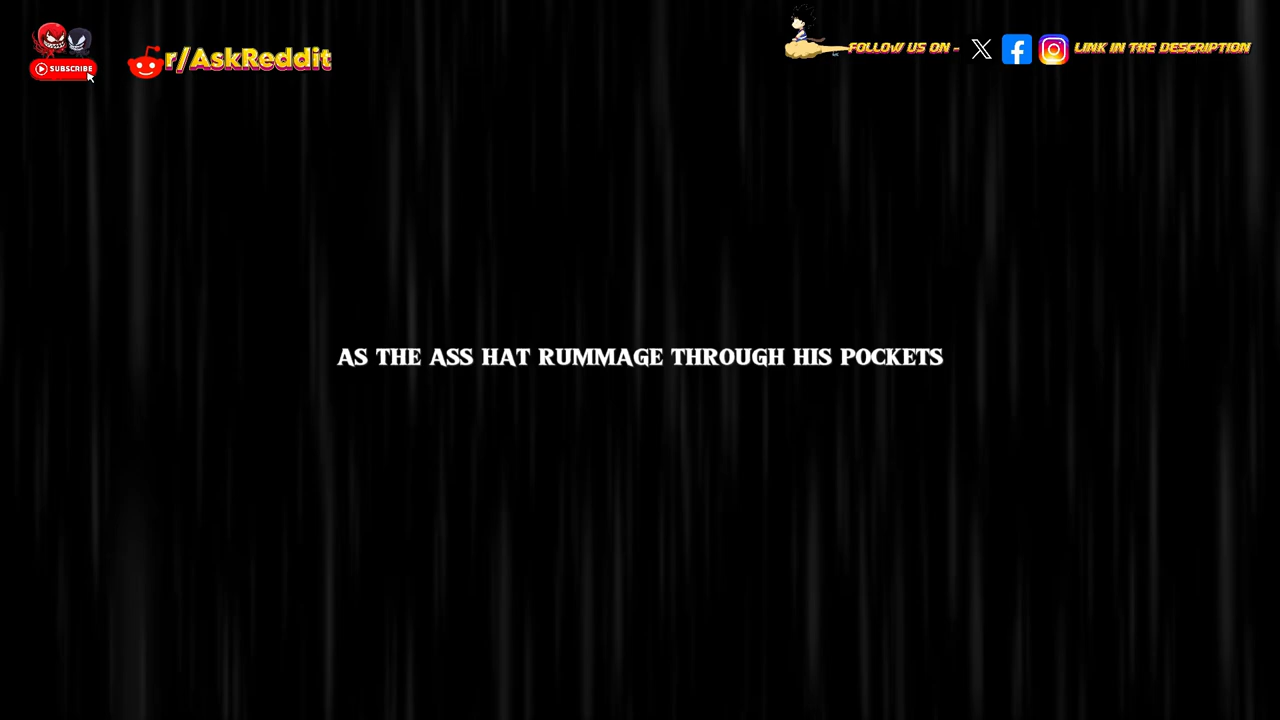 SUBSCRIBE
r/AskReddit
FOLLOW US ON -
LINK IN THE DESCRIPTION
AS THE ASS HAT RUMMAGE THROUGH HIS POCKETS